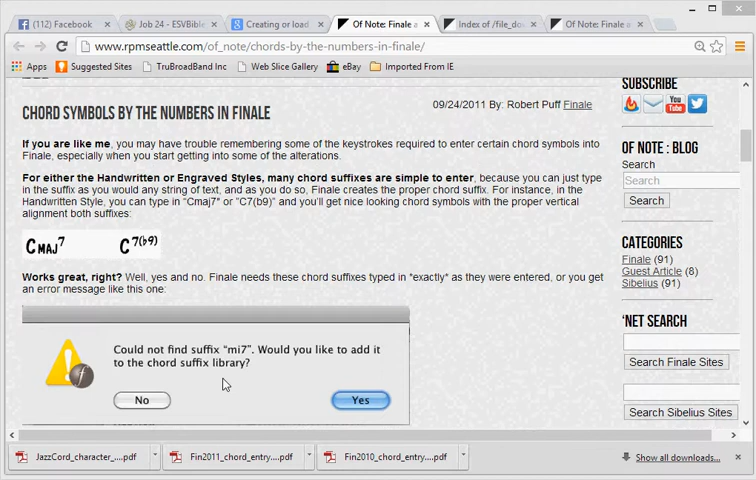 (112) Facebook
Job 24 - ESVBible
Creating or load
Of Note: Finale a
Index of /file_do
Of Note: Finale a
www.rpmseattle.com/of_note/chords-by-the-numbers-in-finale/
Apps
Suggested Sites
TruBroadBand Inc
Web Slice Gallery
eBay
Imported From IE
CHORD SYMBOLS BY THE NUMBERS IN FINALE
09/24/2011 By: Robert Puff Finale
If you are like me, you may have trouble remembering some of the keystrokes required to enter certain chord symbols into
Finale, especially when you start getting into some of the alterations.
For either the Handwritten or Engraved Styles, many chord suffixes are simple to enter, because you can just type
in the suffix as you would any string of text, and as you do so, Finale creates the proper chord suffix. For instance, in the
Handwritten Style, you can type in "Cmaj7" or "C7(b9) and you'll get nice looking chord symbols with the proper vertical
alignment both suffixes:
CMAJ7 C7(b9)
Works great, right? Well, yes and no. Finale needs these chord suffixes typed in *exactly* as they were entered, or you get
an error message like this one:
Could not find suffix "mi7". Would you like to add it
to the chord suffix library?
No
Yes
SUBSCRIBE
You
Tube
OF NOTE : BLOG
Search
Search
Search
CATEGORIES
Finale (91)
Guest Article (8)
Sibelius (91)
'NET SEARCH
Search Finale Sites
Search Sibelius Sites
JazzCord_character_....pdf
Fin2011_chord_entry....pdf
Fin2010_chord_entry....pdf
Show all downloads...